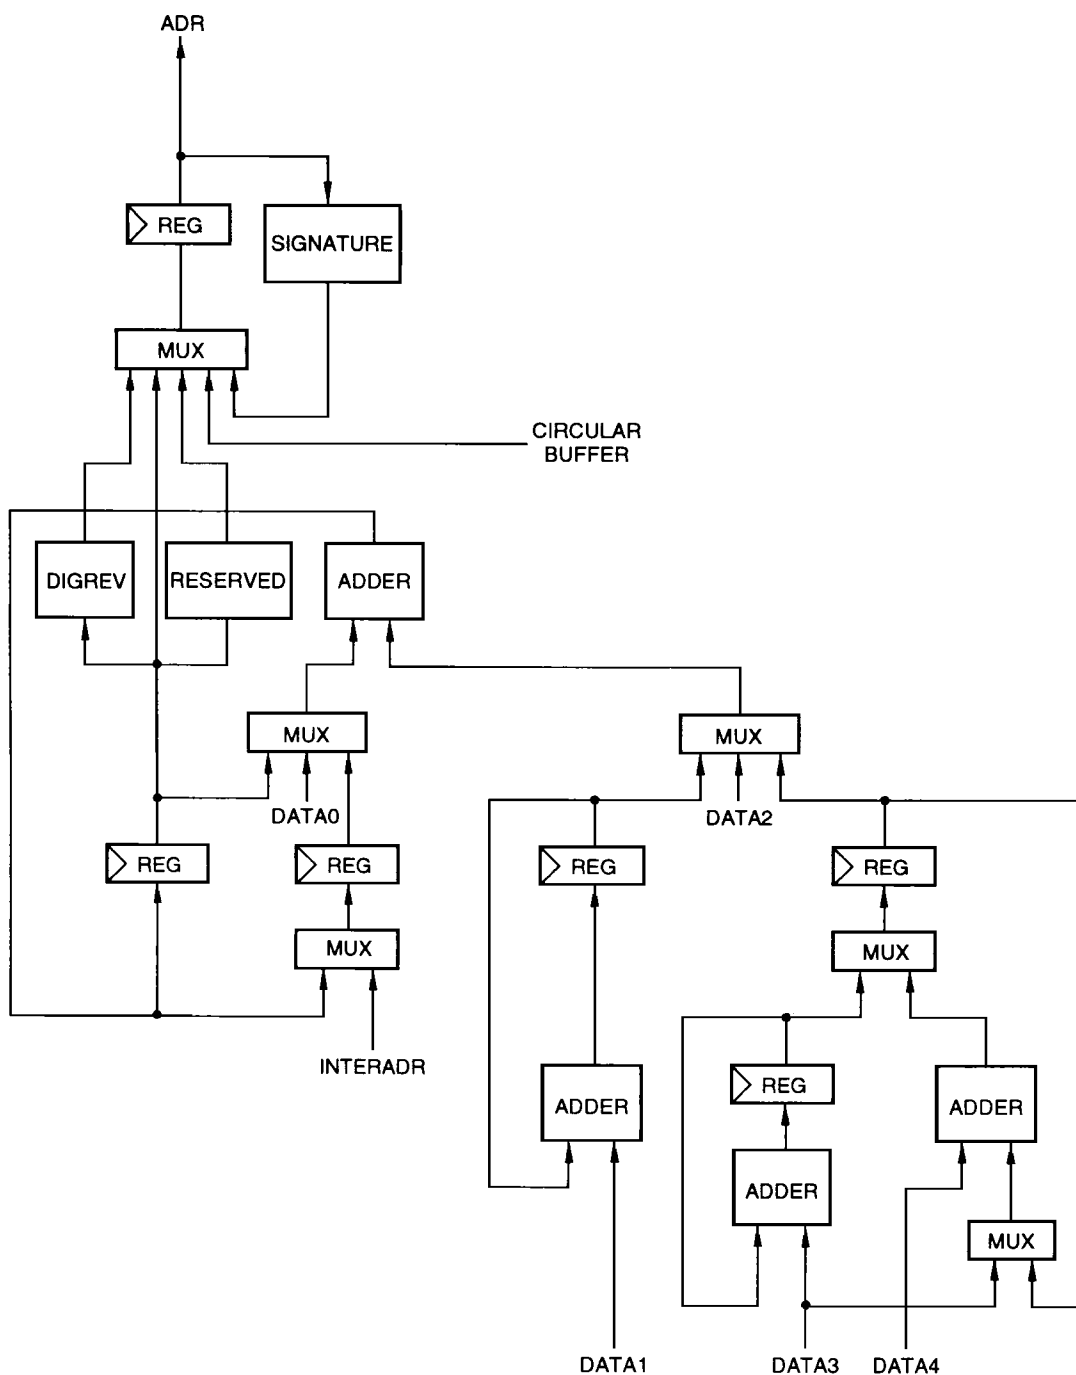 ADR
REG
SIGNATURE
MUX
CIRCULAR
BUFFER
DIGREV
RESERVED
ADDER
MUX
MUX
DATA0
DATA2
REG
REG
REG
REG
MUX
MUX
INTERADR
REG
ADDER
ADDER
ADDER
MUX
DATA1
DATA3
DATA4